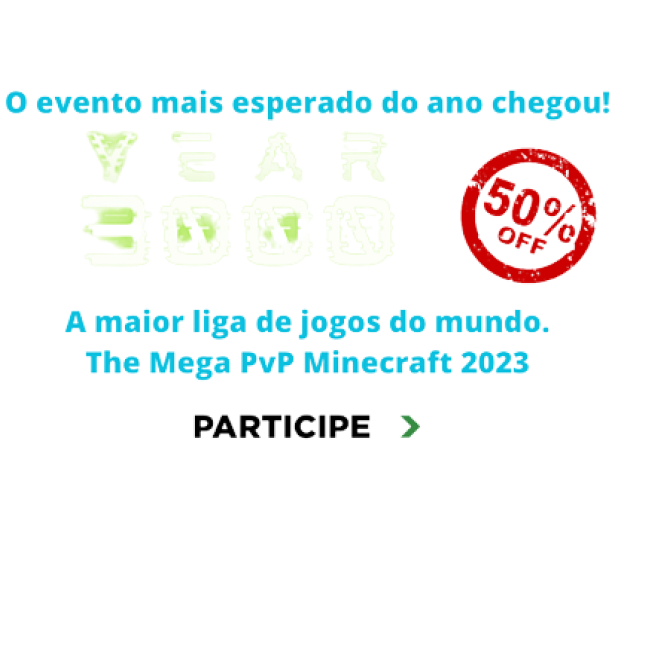 O evento mais esperado do ano chegou!
YEAR
3000
50%
OFF
A maior liga de jogos do mundo.
The Mega PvP Minecraft 2023
PARTICIPE